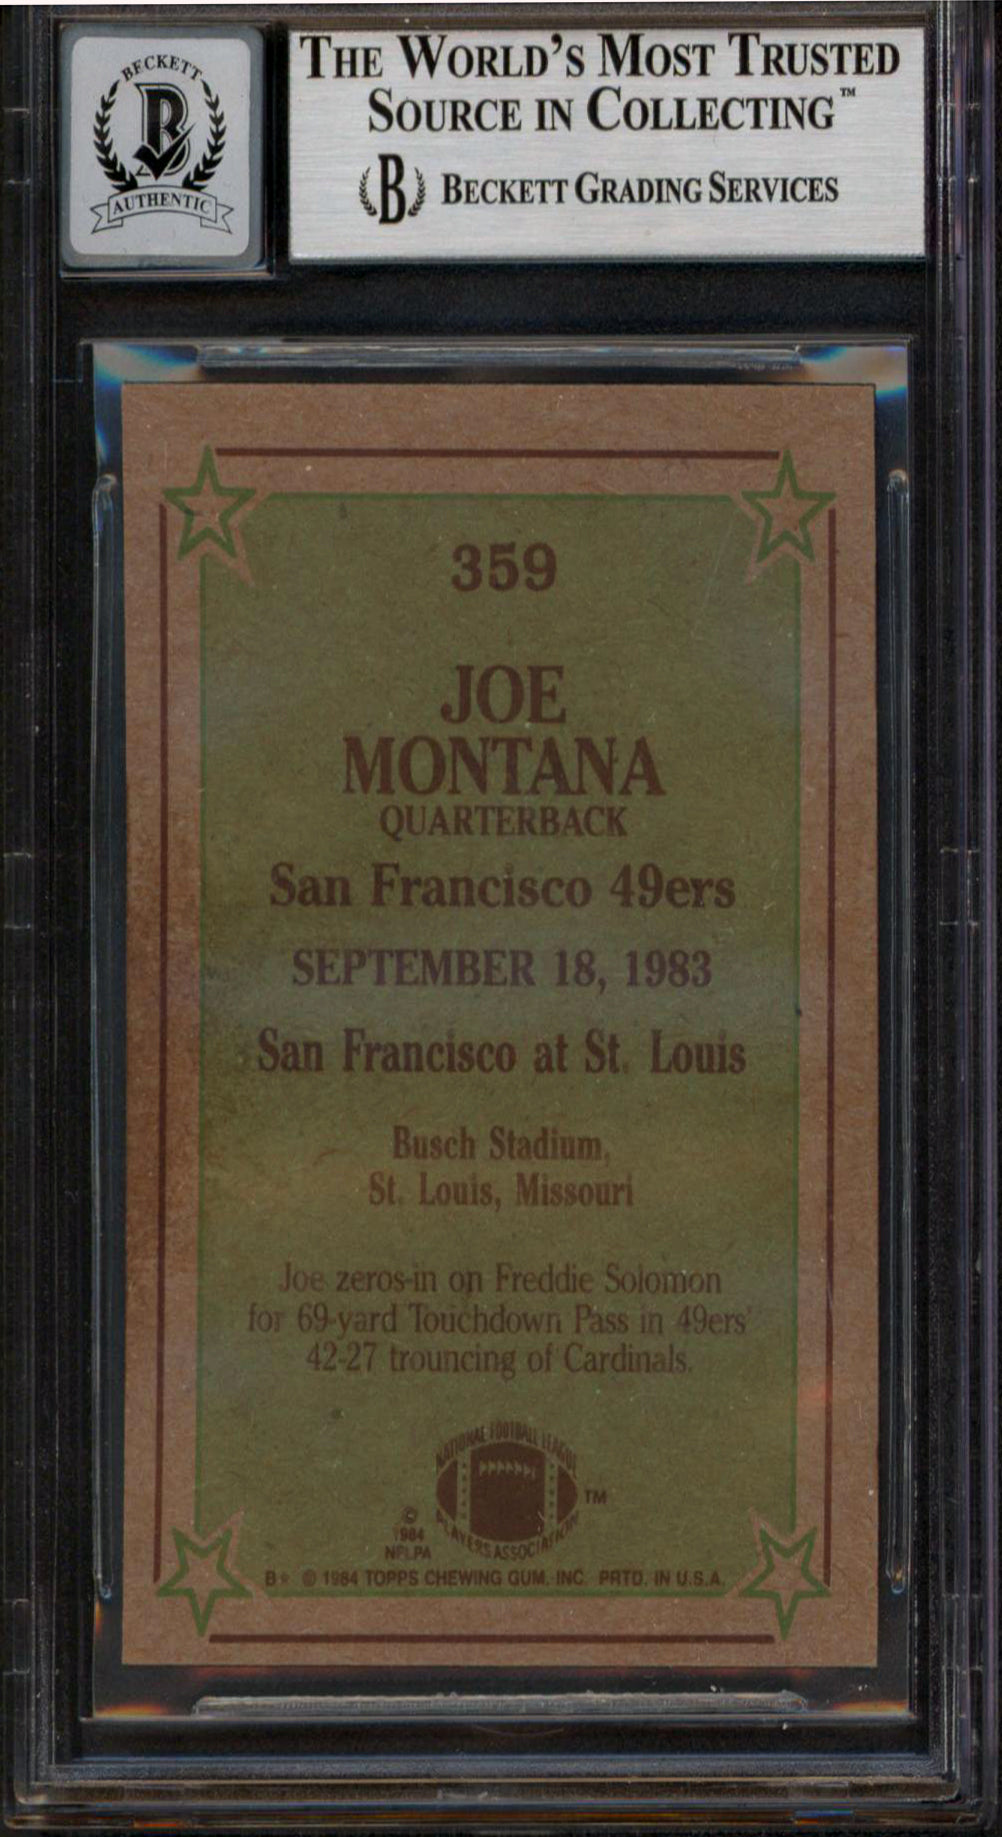 BECKETT
B
AUTHENTIC
THE WORLD'S MOST TRUSTED
SOURCE IN COLLECTING™
B BECKETT GRADING SERVICES
359
JOE
MONTANA
QUARTERBACK
San Francisco 49ers
SEPTEMBER 18, 1983
San Francisco at St. Louis
Busch Stadium,
St. Louis, Missouri
Joe zeros-in on Freddie Solomon
for 69-yard Touchdown Pass in 49ers'
42-27 trouncing of Cardinals.
NATIONAL FOOTBALL LEAGUE
PLAYERS ASSOCIATION
TM
©
1984
NFLPA
B* © 1984 TOPPS CHEWING GUM, INC. PRTD. IN U.S.A.